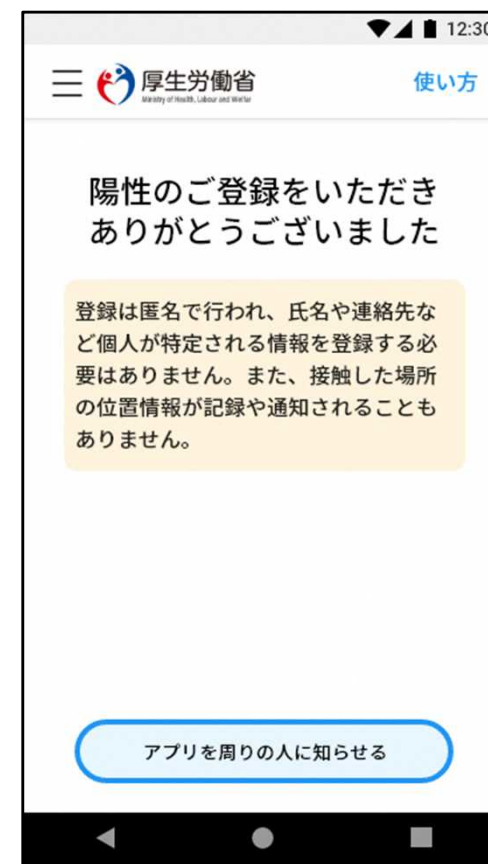 12:30
厚生労働省
Ministry of Health, Labour and Welfar
使い方
陽性のご登録をいただき
ありがとうございました
登録は匿名で行われ、氏名や連絡先な
ど個人が特定される情報を登録する必
要はありません。また、接触した場所
の位置情報が記録や通知されることも
ありません。
アプリを周りの人に知らせる